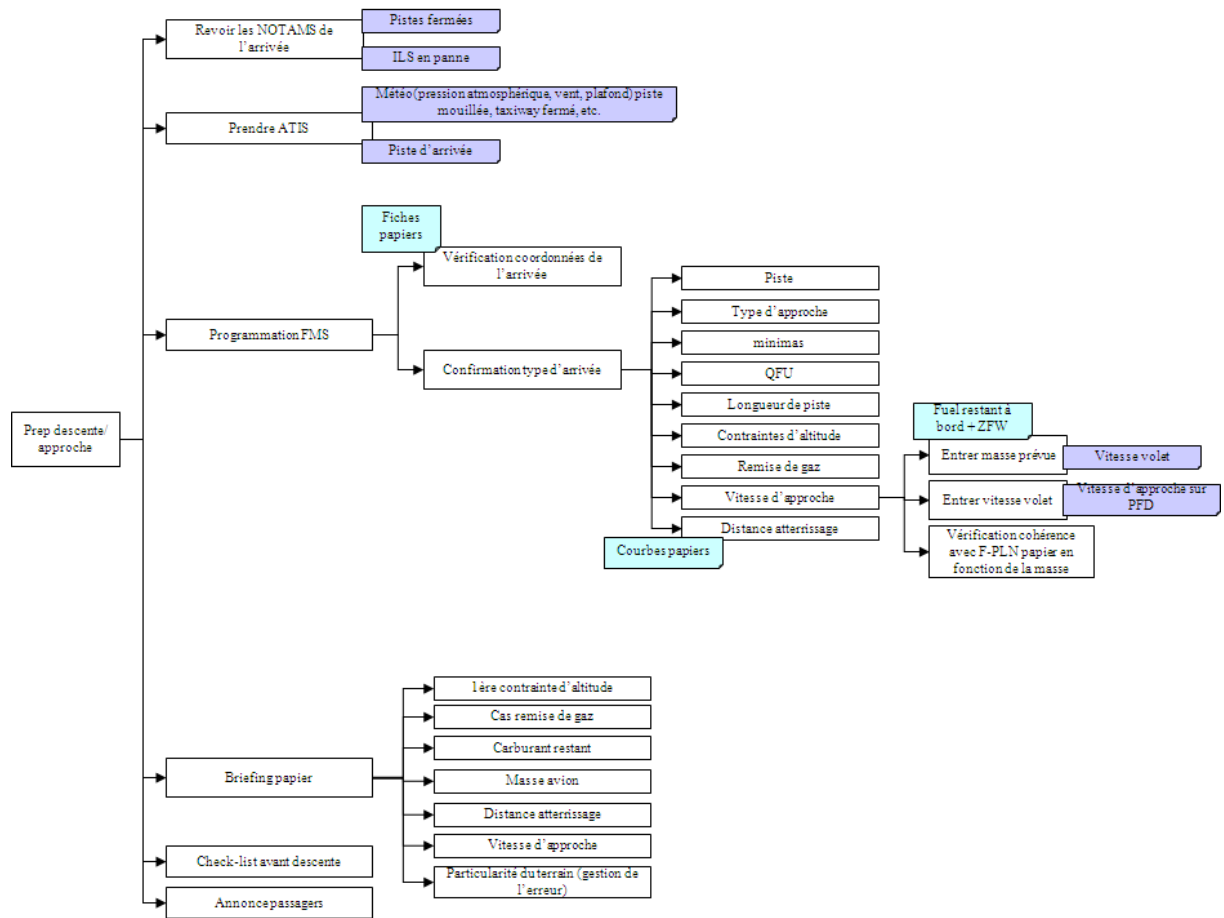 Pistes fermées
Revoir les NOTAMS de
l'arrivée
ILS en panne
Météo (pression atmosphérique, vent, plafond) piste
mouillée, taxiway fermé, etc.
Prendre ATIS
Piste d'arrivée
Fiches
papiers
Vérification coordonnées de
l'arrivée
Programmation FMS
Confirmation type d'arrivée
Piste
Type d'approche
minimas
QFU
Longueur de piste
Contraintes d'altitude
Remise de gaz
Vitesse d'approche
Distance atterrissage
Courbes papiers
Fuel restant à
bord + ZFW
Entrer masse prévue
Vitesse volet
Entrer vitesse volet
Vitesse d'approche sur
PFD
Vérification cohérence
avec F-PLN papier en
fonction de la masse
Prep descente/
approche
Briefing papier
1ère contrainte d'altitude
Cas remise de gaz
Carburant restant
Masse avion
Distance atterrissage
Vitesse d'approche
Particularité du terrain (gestion de
l'erreur)
Check-list avant descente
Annonce passagers